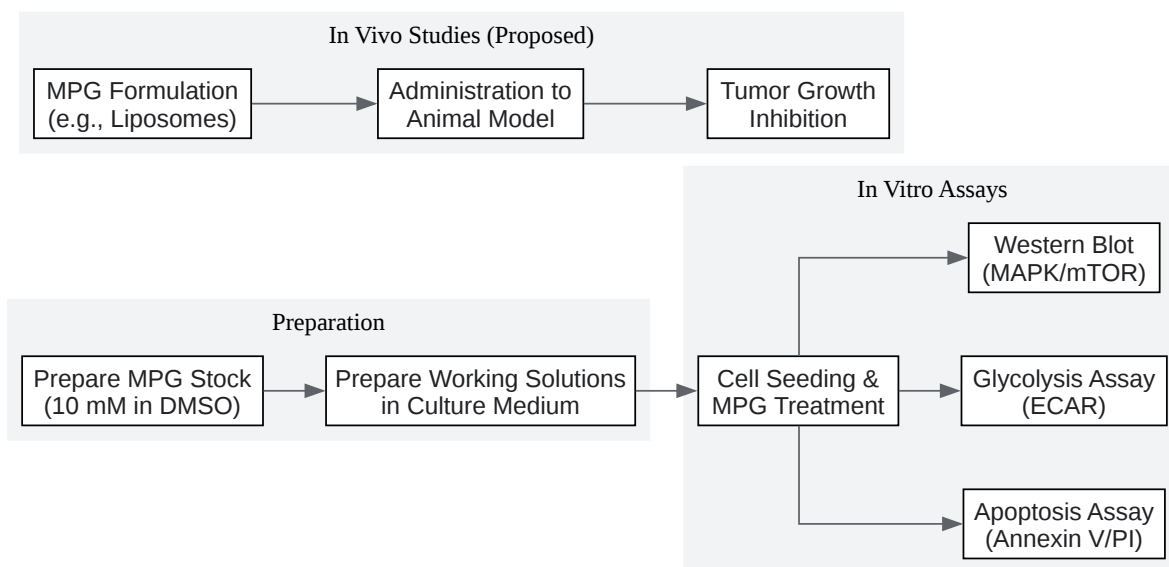 In Vivo Studies (Proposed)
MPG Formulation
(e.g., Liposomes)
Administration to
Animal Model
Tumor Growth
Inhibition
In Vitro Assays
Western Blot
(MAPK/mTOR)
Preparation
Prepare MPG Stock
(10 mM in DMSO)
Prepare Working Solutions
in Culture Medium
Cell Seeding &
MPG Treatment
Glycolysis Assay
(ECAR)
Apoptosis Assay
(Annexin V/PI)